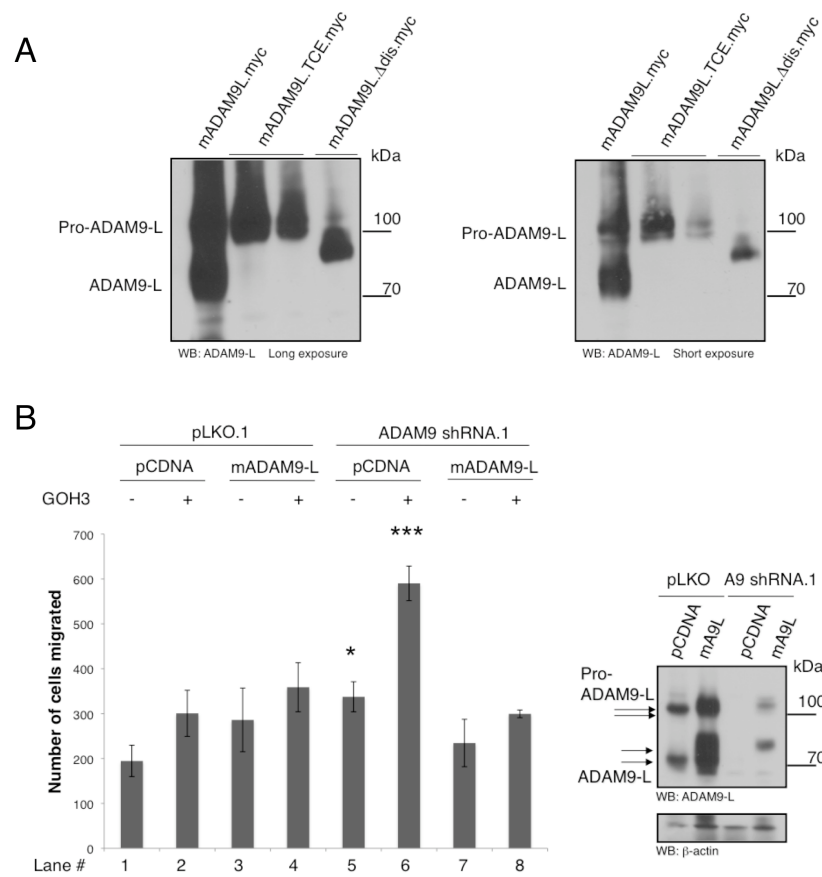 A
mADAM9L.myc
mADAM9L.TCE.myc
mADAM9L.Δdis.myc
kDa
Pro-ADAM9-L
100
ADAM9-L
70
WB: ADAM9-L Long exposure
mADAM9L.myc
mADAM9L.TCE.myc
mADAM9L.Δdis.myc
kDa
Pro-ADAM9-L
100
ADAM9-L
70
WB: ADAM9-L Short exposure
B
pLKO.1 ADAM9 shRNA.1
pCDNA mADAM9-L pCDNA mADAM9-L
GOH3 - + - + - + - +
Number of cells migrated
700
600
500
400
300
200
100
0
*
***
Lane # 1 2 3 4 5 6 7 8
pLKO A9 shRNA.1
pCDNA
mA9L
pCDNA
mA9L
kDa
Pro-
ADAM9-L
100
70
ADAM9-L
WB: ADAM9-L
WB: β-actin